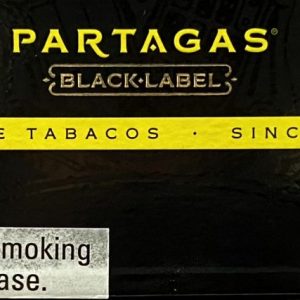 PARTAGAS®
BLACK·LABEL
E TABACOS · SINC
moking
ase.